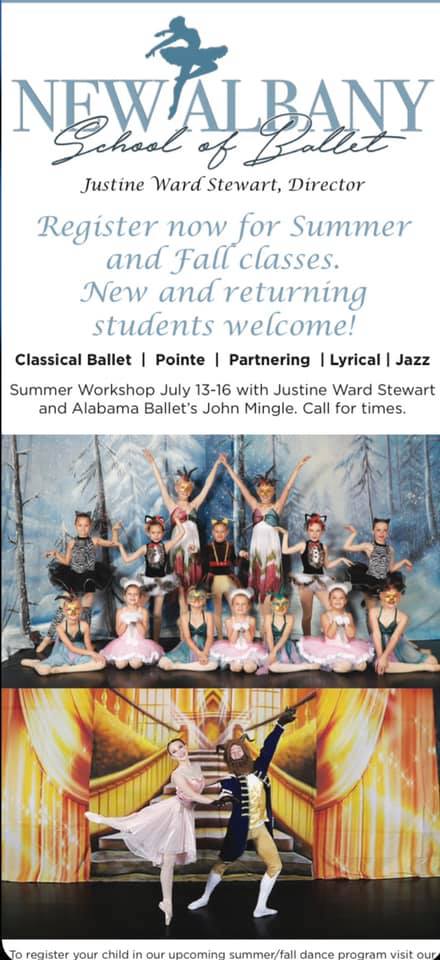 NEW ALBANY
School of Ballet
Justine Ward Stewart, Director
Register now for Summer
and Fall classes.
New and returning
students welcome!
Classical Ballet | Pointe | Partnering | Lyrical | Jazz
Summer Workshop July 13-16 with Justine Ward Stewart
and Alabama Ballet's John Mingle. Call for times.
To register your child in our upcoming summer/fall dance program visit our